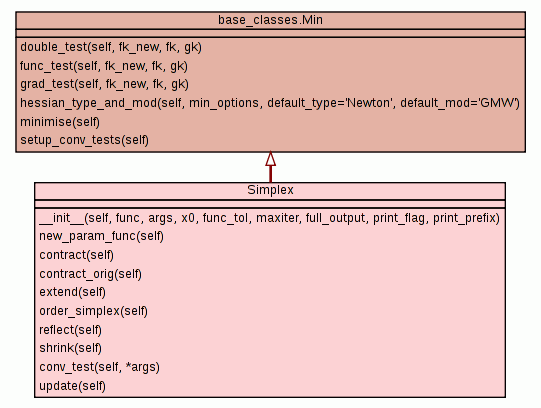 base_classes.Min
double_test(self, fk_new, fk, gk)
func_test(self, fk_new, fk, gk)
grad_test(self, fk_new, fk, gk)
hessian_type_and_mod(self, min_options, default_type='Newton', default_mod='GMW')
minimise(self)
setup_conv_tests(self)
Simplex
__init__(self, func, args, x0, func_tol, maxiter, full_output, print_flag, print_prefix)
new_param_func(self)
contract(self)
contract_orig(self)
extend(self)
order_simplex(self)
reflect(self)
shrink(self)
conv_test(self, *args)
update(self)